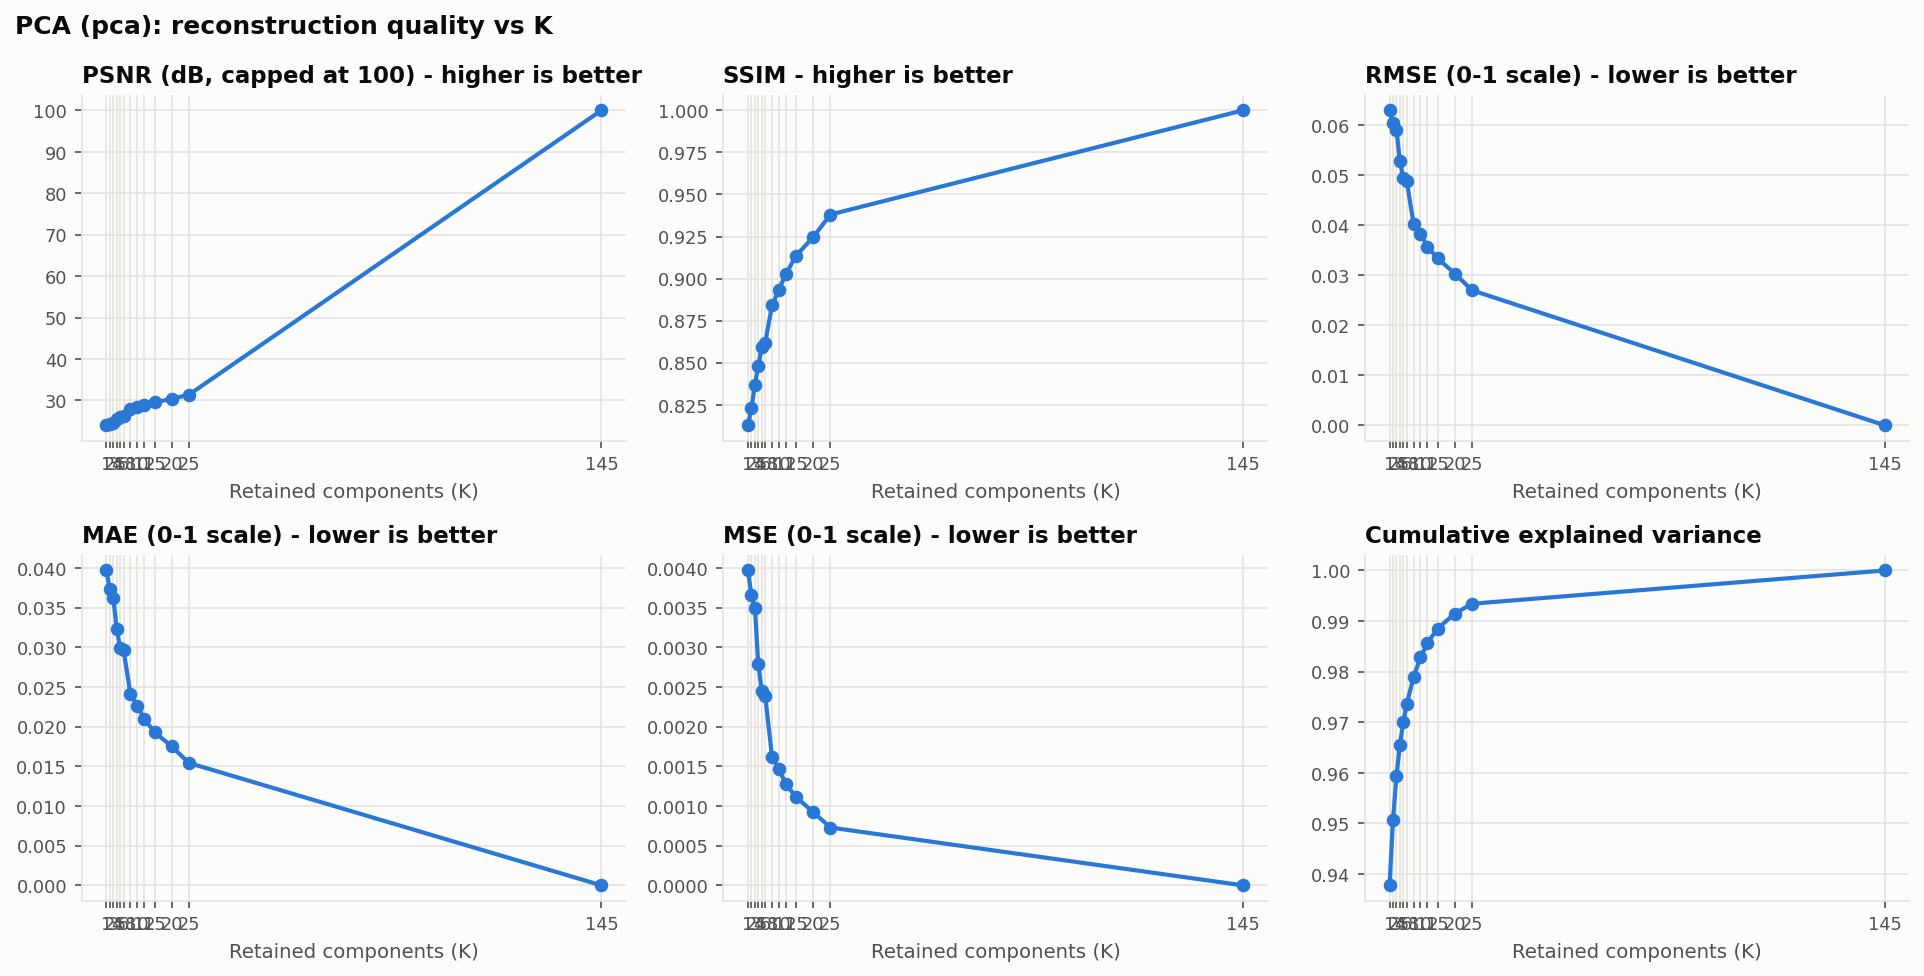 PCA (pca): reconstruction quality vs K
PSNR (dB, capped at 100) - higher is better
100
90
80
70
60
50
40
30
20 25 145
Retained components (K)
SSIM - higher is better
1.000
0.975
0.950
0.925
0.900
0.875
0.850
0.825
20 25 145
Retained components (K)
RMSE (0-1 scale) - lower is better
0.06
0.05
0.04
0.03
0.02
0.01
0.00
20 25 145
Retained components (K)
MAE (0-1 scale) - lower is better
0.040
0.035
0.030
0.025
0.020
0.015
0.010
0.005
0.000
20 25 145
Retained components (K)
MSE (0-1 scale) - lower is better
0.0040
0.0035
0.0030
0.0025
0.0020
0.0015
0.0010
0.0005
0.0000
20 25 145
Retained components (K)
Cumulative explained variance
1.00
0.99
0.98
0.97
0.96
0.95
0.94
20 25 145
Retained components (K)